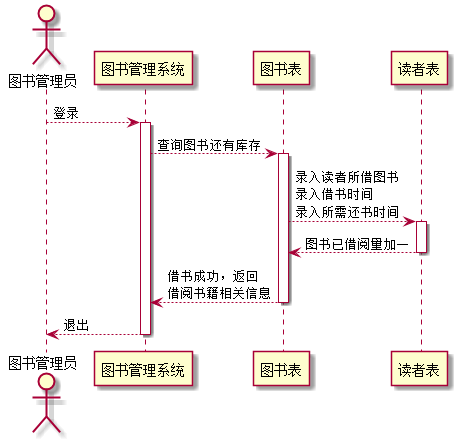 图书管理员
图书管理系统
图书表
读者表
登录
查询图书还有库存
录入读者所借图书
录入借书时间
录入所需还书时间
图书已借阅量加一
借书成功，返回
借阅书籍相关信息
退出
图书管理员
图书管理系统
图书表
读者表